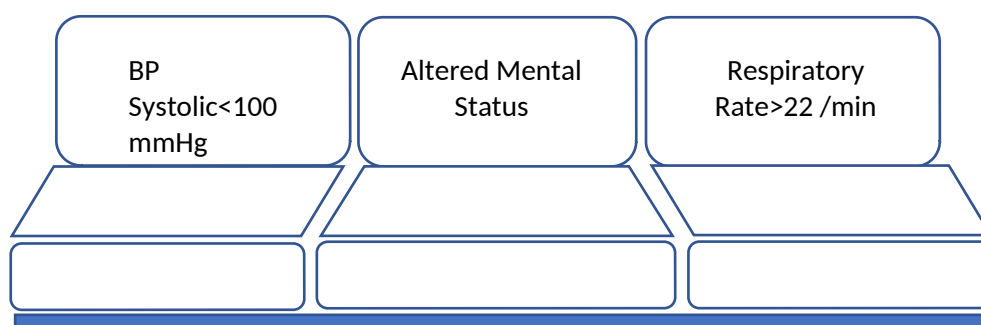 BP
Systolic<100
mmHg
Altered Mental
Status
Respiratory
Rate>22 /min